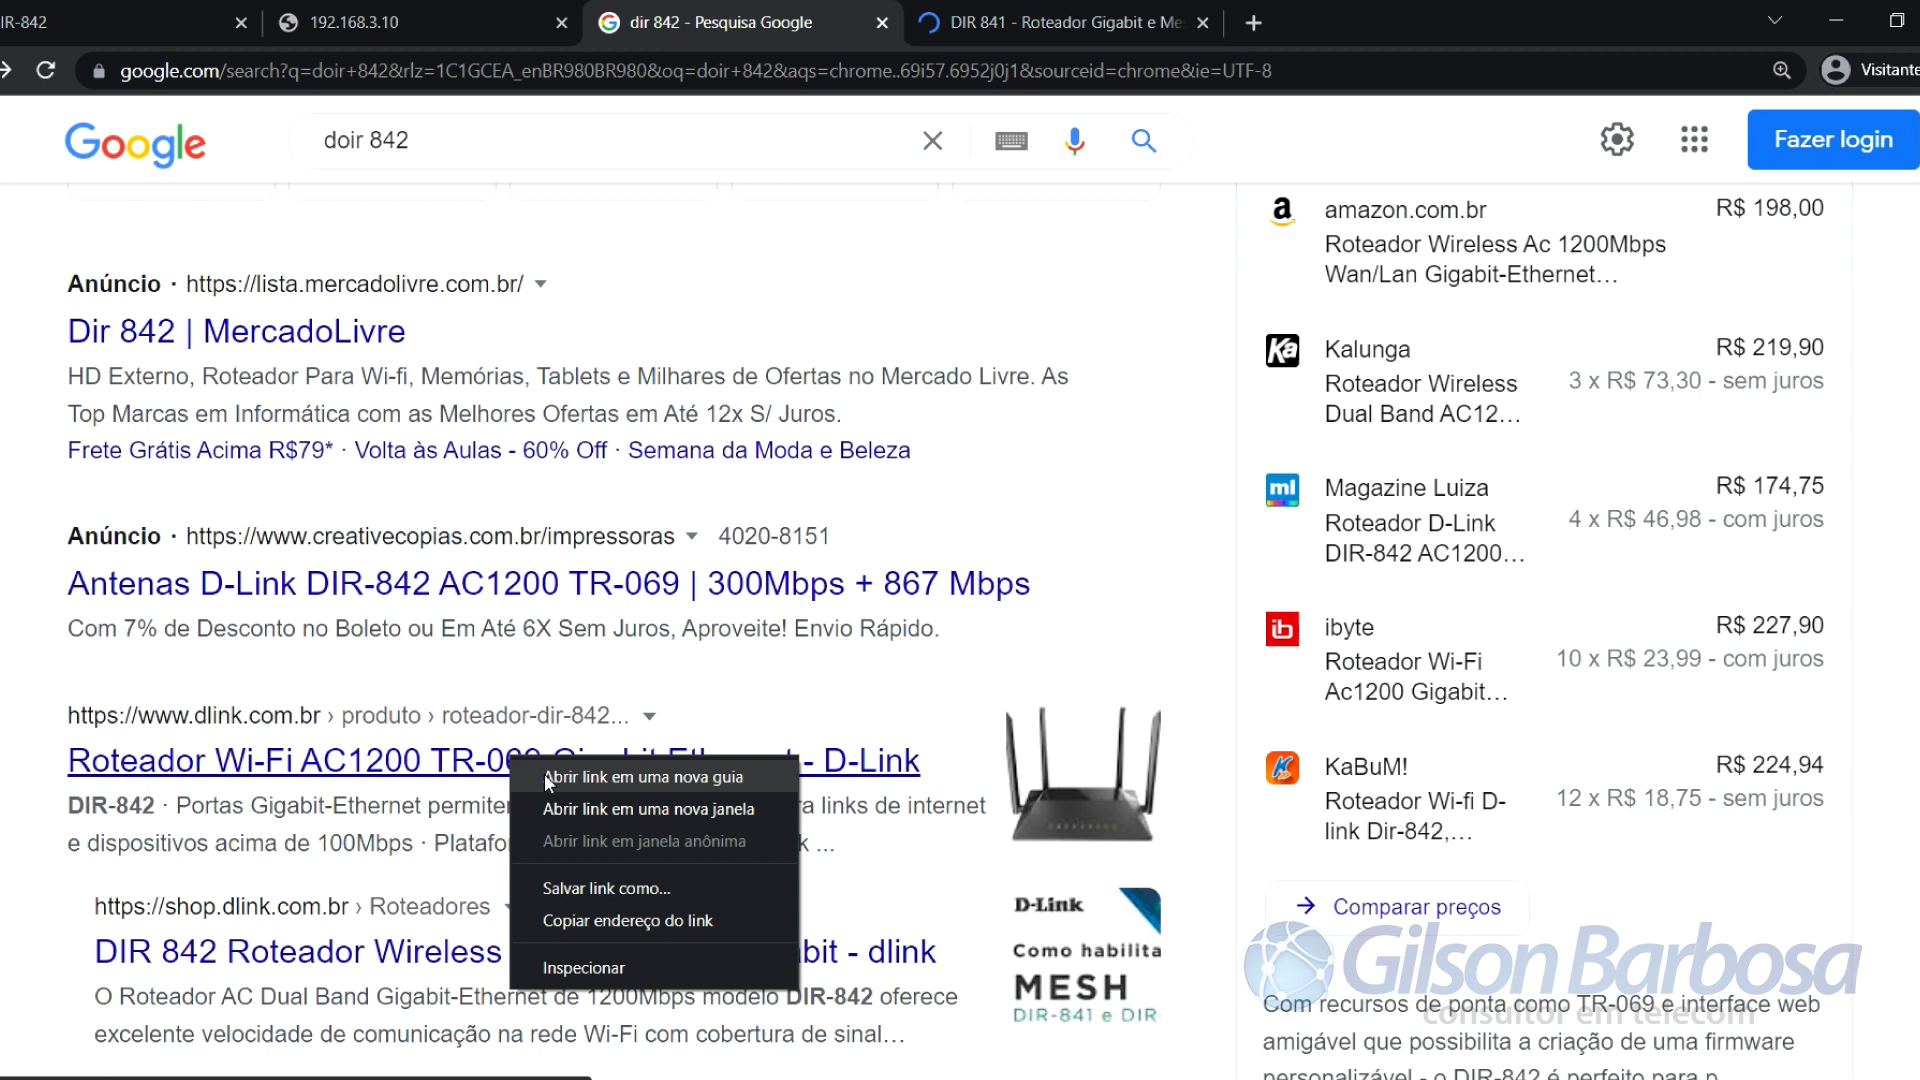 IR-842
192.168.3.10
dir 842 - Pesquisa Google
DIR 841 - Roteador Gigabit e Me
google.com/search?q=doir+842&rlz=1C1GCEA_enBR980BR980&oq=doir+842&aqs=chrome..69i57.6952j0j1&sourceid=chrome&ie=UTF-8
Visitante
Google
doir 842
Fazer login
Anúncio · https://lista.mercadolivre.com.br/
Dir 842 | MercadoLivre
HD Externo, Roteador Para Wi-fi, Memórias, Tablets e Milhares de Ofertas no Mercado Livre. As
Top Marcas em Informática com as Melhores Ofertas em Até 12x S/ Juros.
Frete Grátis Acima R$79* · Volta às Aulas - 60% Off · Semana da Moda e Beleza
Anúncio · https://www.creativecopias.com.br/impressoras 4020-8151
Antenas D-Link DIR-842 AC1200 TR-069 | 300Mbps + 867 Mbps
Com 7% de Desconto no Boleto ou Em Até 6X Sem Juros, Aproveite! Envio Rápido.
https://www.dlink.com.br › produto › roteador-dir-842...
Roteador Wi-Fi AC1200 - D-Link
DIR-842 · Portas Gigabit-Ethernet a links de internet
e dispositivos acima de 100Mbps ·
https://shop.dlink.com.br › Roteadores
DIR 842 Roteador Wireless bit - dlink
O Roteador AC Dual Band Gigabit-Ethernet de 1200Mbps modelo DIR-842 oferece
excelente velocidade de comunicação na rede Wi-Fi com cobertura de sinal...
Abrir link em uma nova guia
Abrir link em uma nova janela
Abrir link em janela anônima
Salvar link como...
Copiar endereço do link
Inspecionar
D-Link
Como habilita
MESH
DIR-841 e DIR
amazon.com.br R$ 198,00
Roteador Wireless Ac 1200Mbps
Wan/Lan Gigabit-Ethernet...
Kalunga R$ 219,90
Roteador Wireless 3 x R$ 73,30 - sem juros
Dual Band AC12...
Magazine Luiza R$ 174,75
Roteador D-Link 4 x R$ 46,98 - com juros
DIR-842 AC1200...
ibyte R$ 227,90
Roteador Wi-Fi 10 x R$ 23,99 - com juros
Ac1200 Gigabit...
KaBuM! R$ 224,94
Roteador Wi-fi D- 12 x R$ 18,75 - sem juros
link Dir-842,...
Comparar preços
Gilson Barbosa
consultor em telecom
Com recursos de ponta como TR-069 e interface web
amigável que possibilita a criação de uma firmware
personalizável - o DIR-842 é perfeito para p